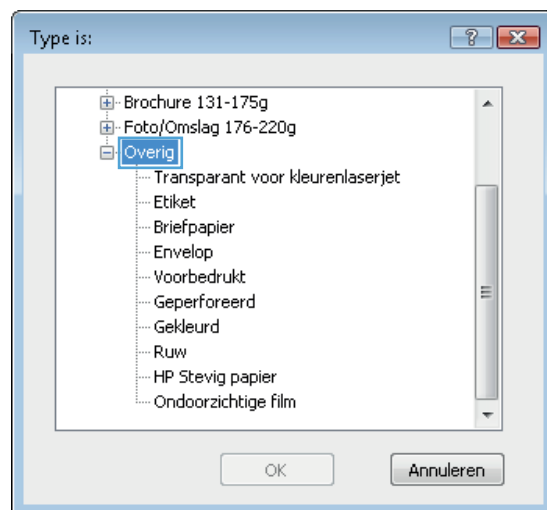 Type is:
Brochure 131-175g
Foto/Omslag 176-220g
Overig
Transparant voor kleurenlaserjet
Etiket
Briefpapier
Envelop
Voorbedrukt
Geperforeerd
Gekleurd
Ruw
HP Stevig papier
Ondoorzichtige film
OK
Annuleren